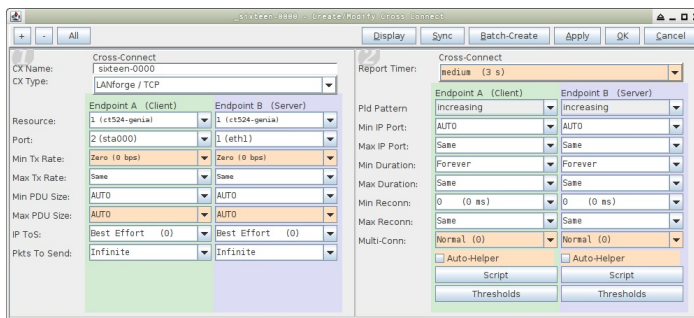 _sixteen-0000 - Create/Modify Cross Connect
+ - All Display Sync Batch-Create Apply OK Cancel
1 Cross-Connect
CX Name: sixteen-0000
CX Type: LANforge / TCP
Endpoint A (Client) Endpoint B (Server)
Resource: 1 (ct524-genia) 1 (ct524-genia)
Port: 2 (sta000) 1 (eth1)
Min Tx Rate: Zero (0 bps) Zero (0 bps)
Max Tx Rate: Same Same
Min PDU Size: AUTO AUTO
Max PDU Size: AUTO AUTO
IP ToS: Best Effort (0) Best Effort (0)
Pkts To Send: Infinite Infinite
2 Cross-Connect
Report Timer: medium (3 s)
Endpoint A (Client) Endpoint B (Server)
Pld Pattern increasing increasing
Min IP Port: AUTO AUTO
Max IP Port: Same Same
Min Duration: Forever Forever
Max Duration: Same Same
Min Reconn: 0 (0 ms) 0 (0 ms)
Max Reconn: Same Same
Multi-Conn: Normal (0) Normal (0)
Auto-Helper Auto-Helper
Script Script
Thresholds Thresholds